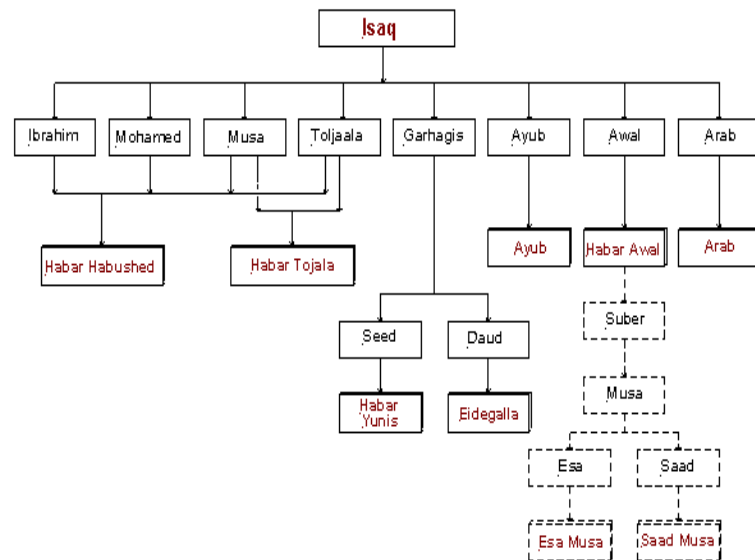 Isaq
Ibrahim
Mohamed
Musa
Toljaala
Garhagis
Ayub
Awal
Arab
Habar Habushed
Habar Tojala
Ayub
Habar Awal
Arab
Seed
Daud
Suber
Habar
Yunis
Eidegalla
Musa
Esa
Saad
Esa Musa
Saad Musa